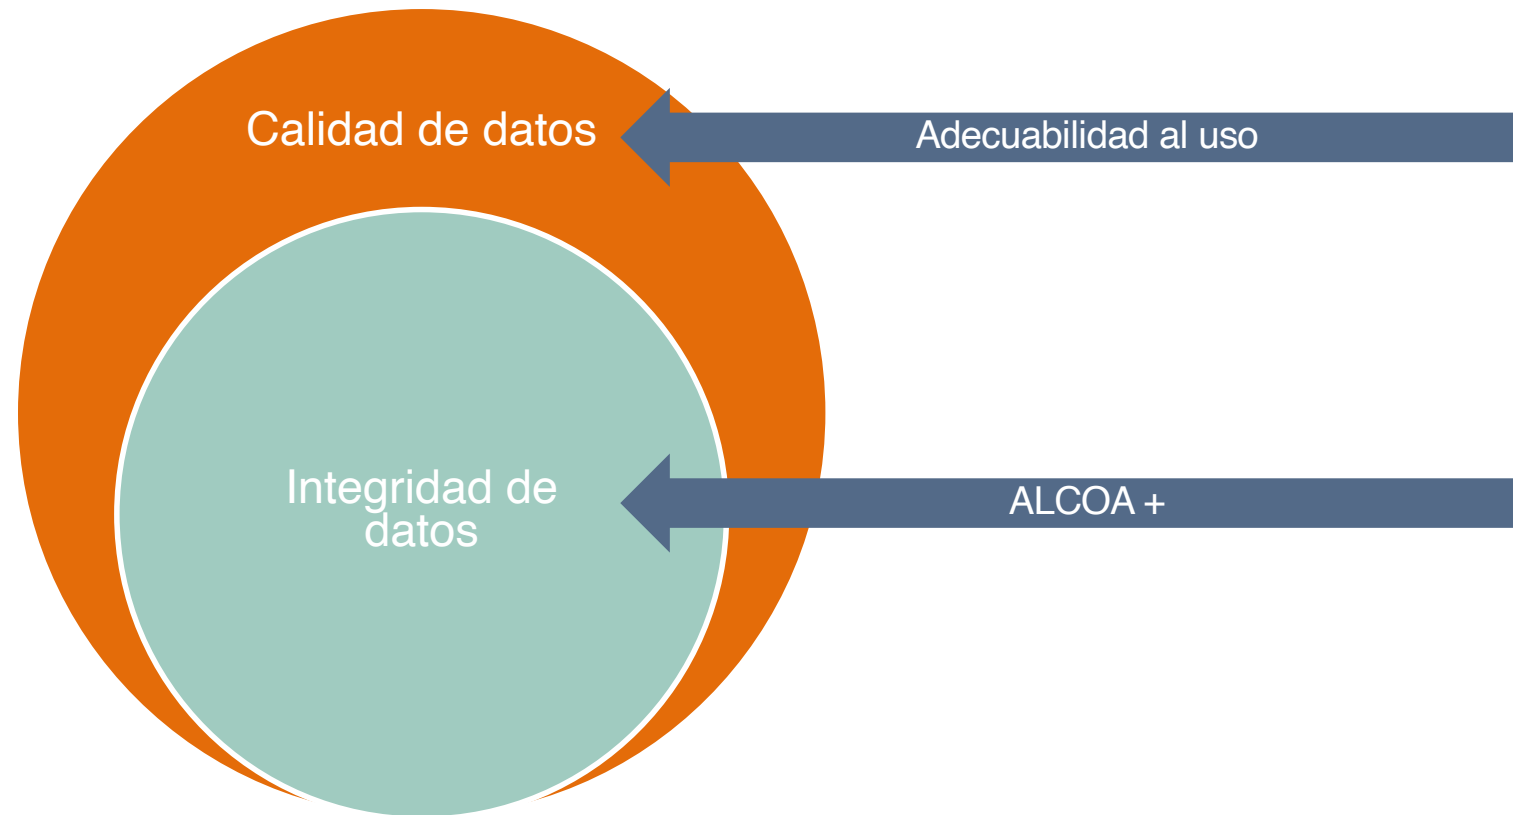 Calidad de datos
Adecuabilidad al uso
Integridad de
datos
ALCOA +